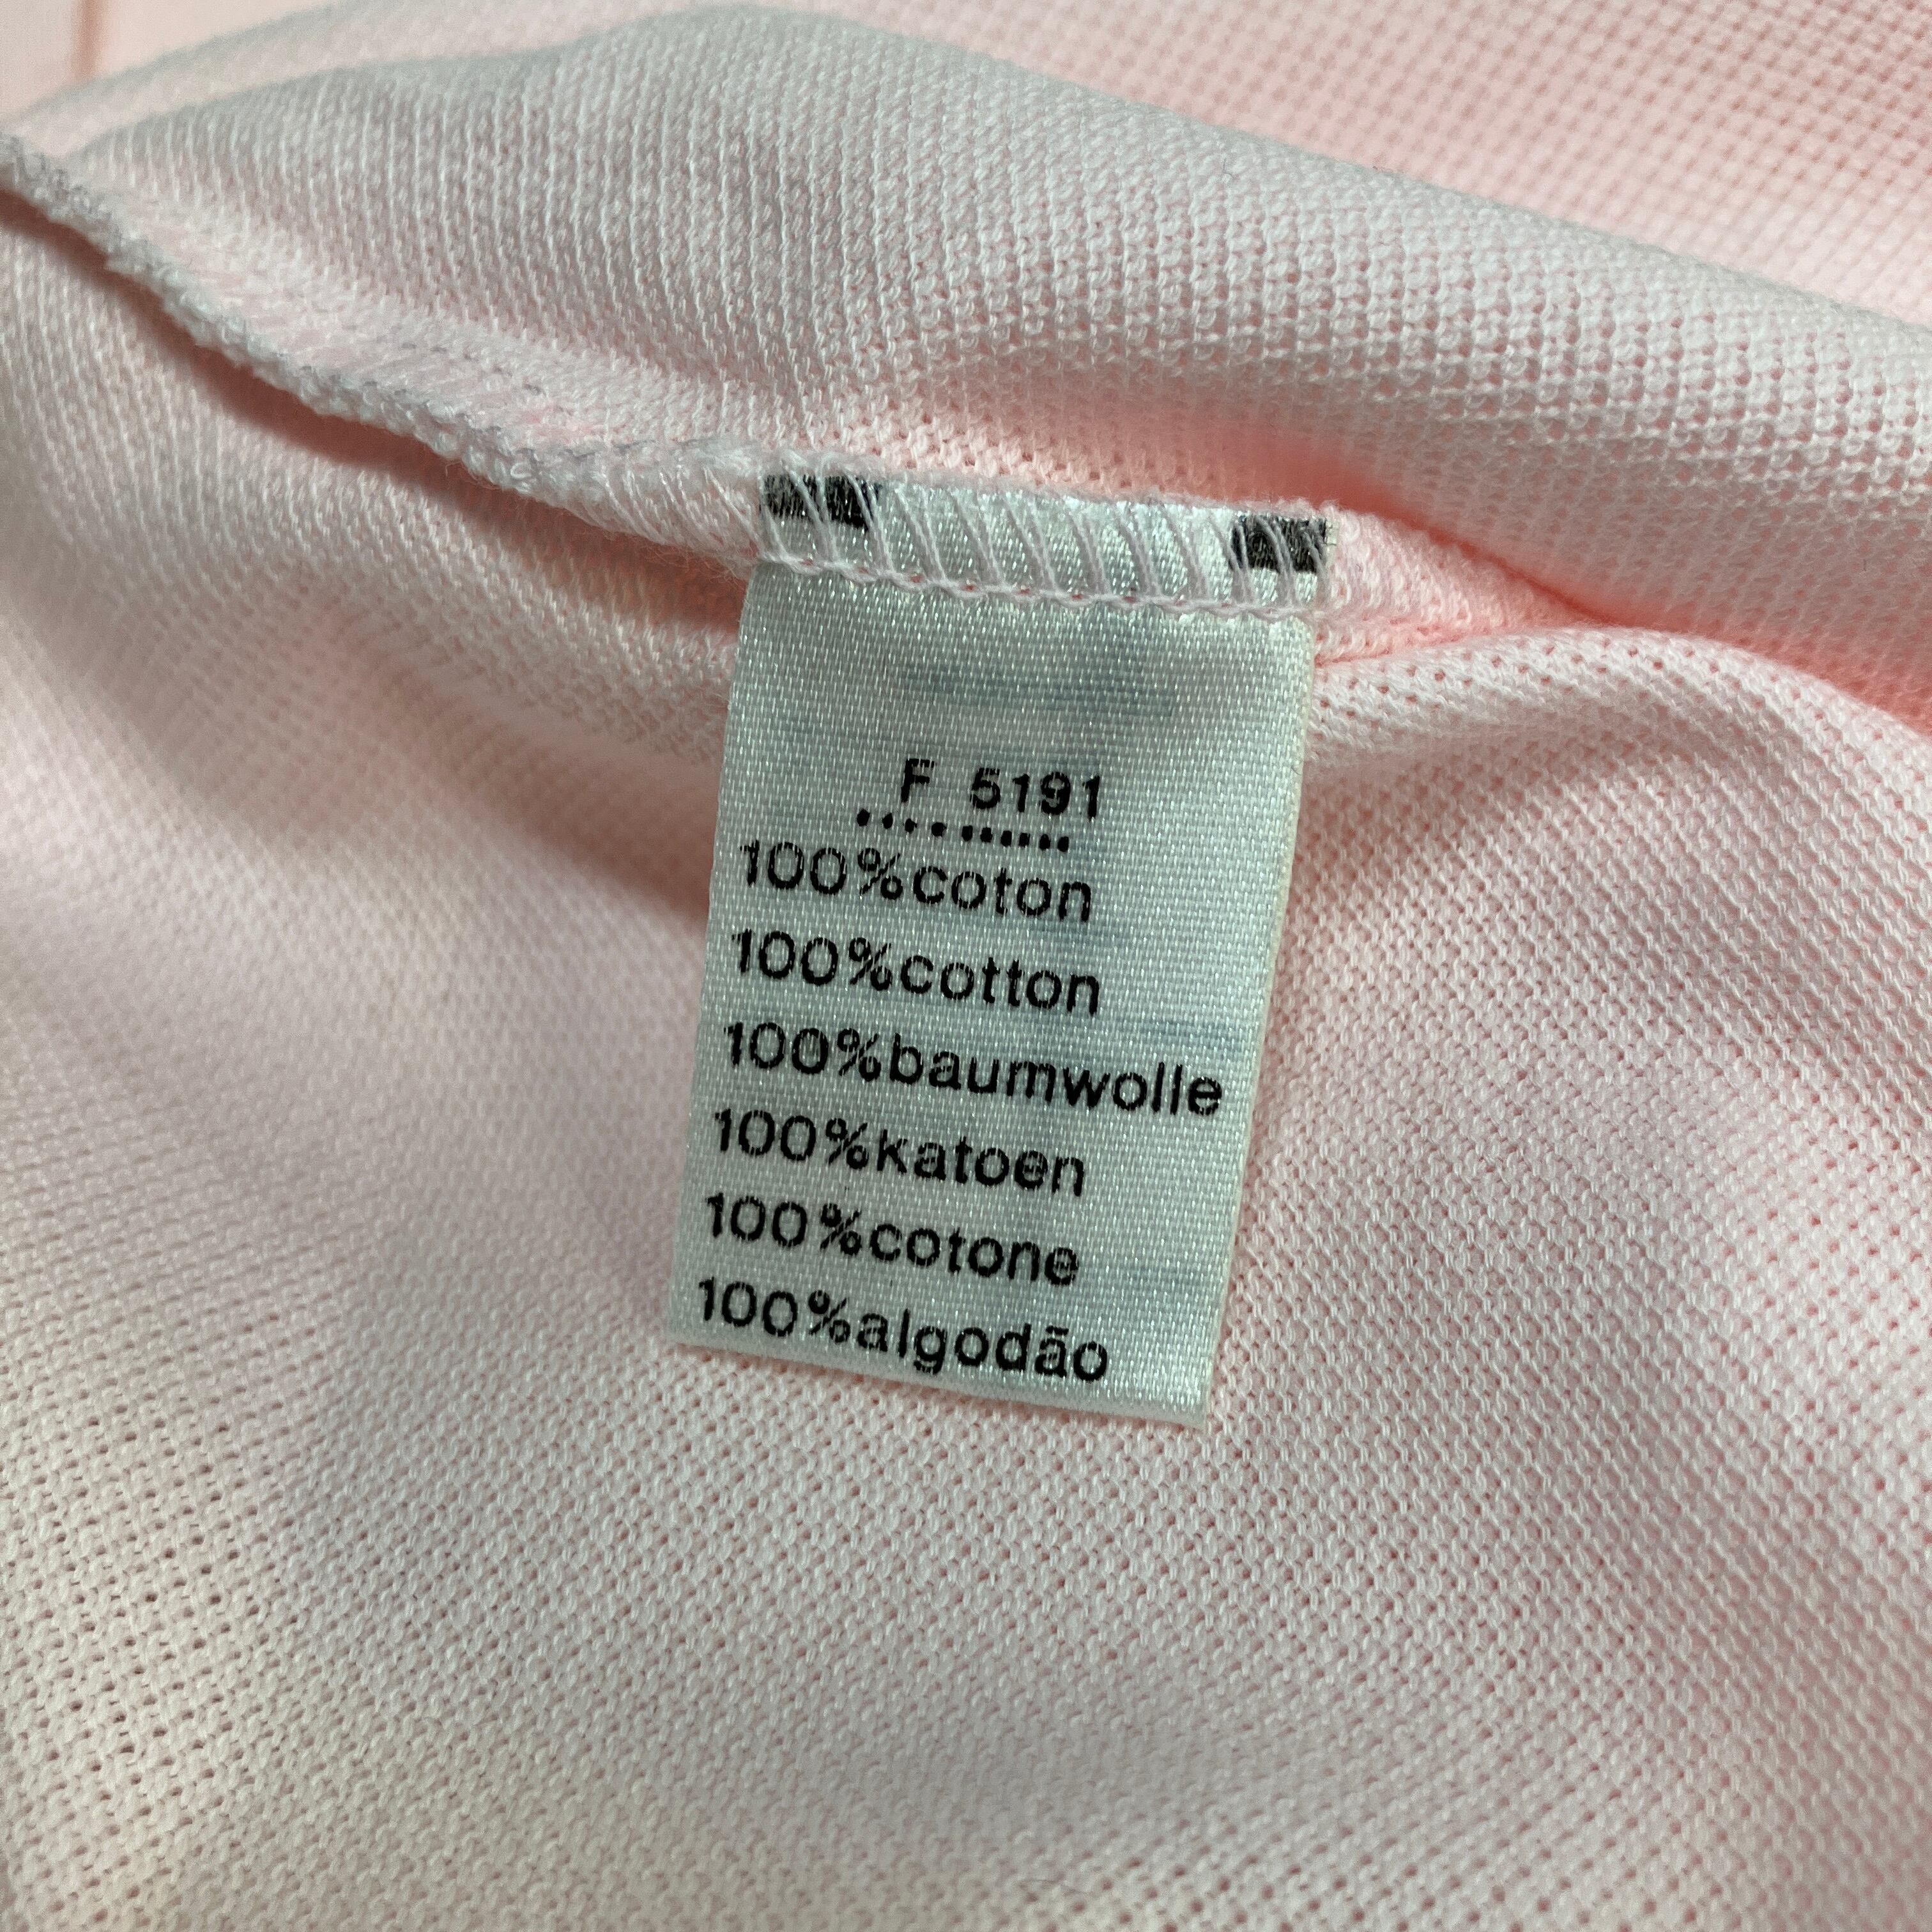 F 5191
...........
100%coton
100%cotton
100%baumwolle
100%katoen
100%cotone
100%algodão